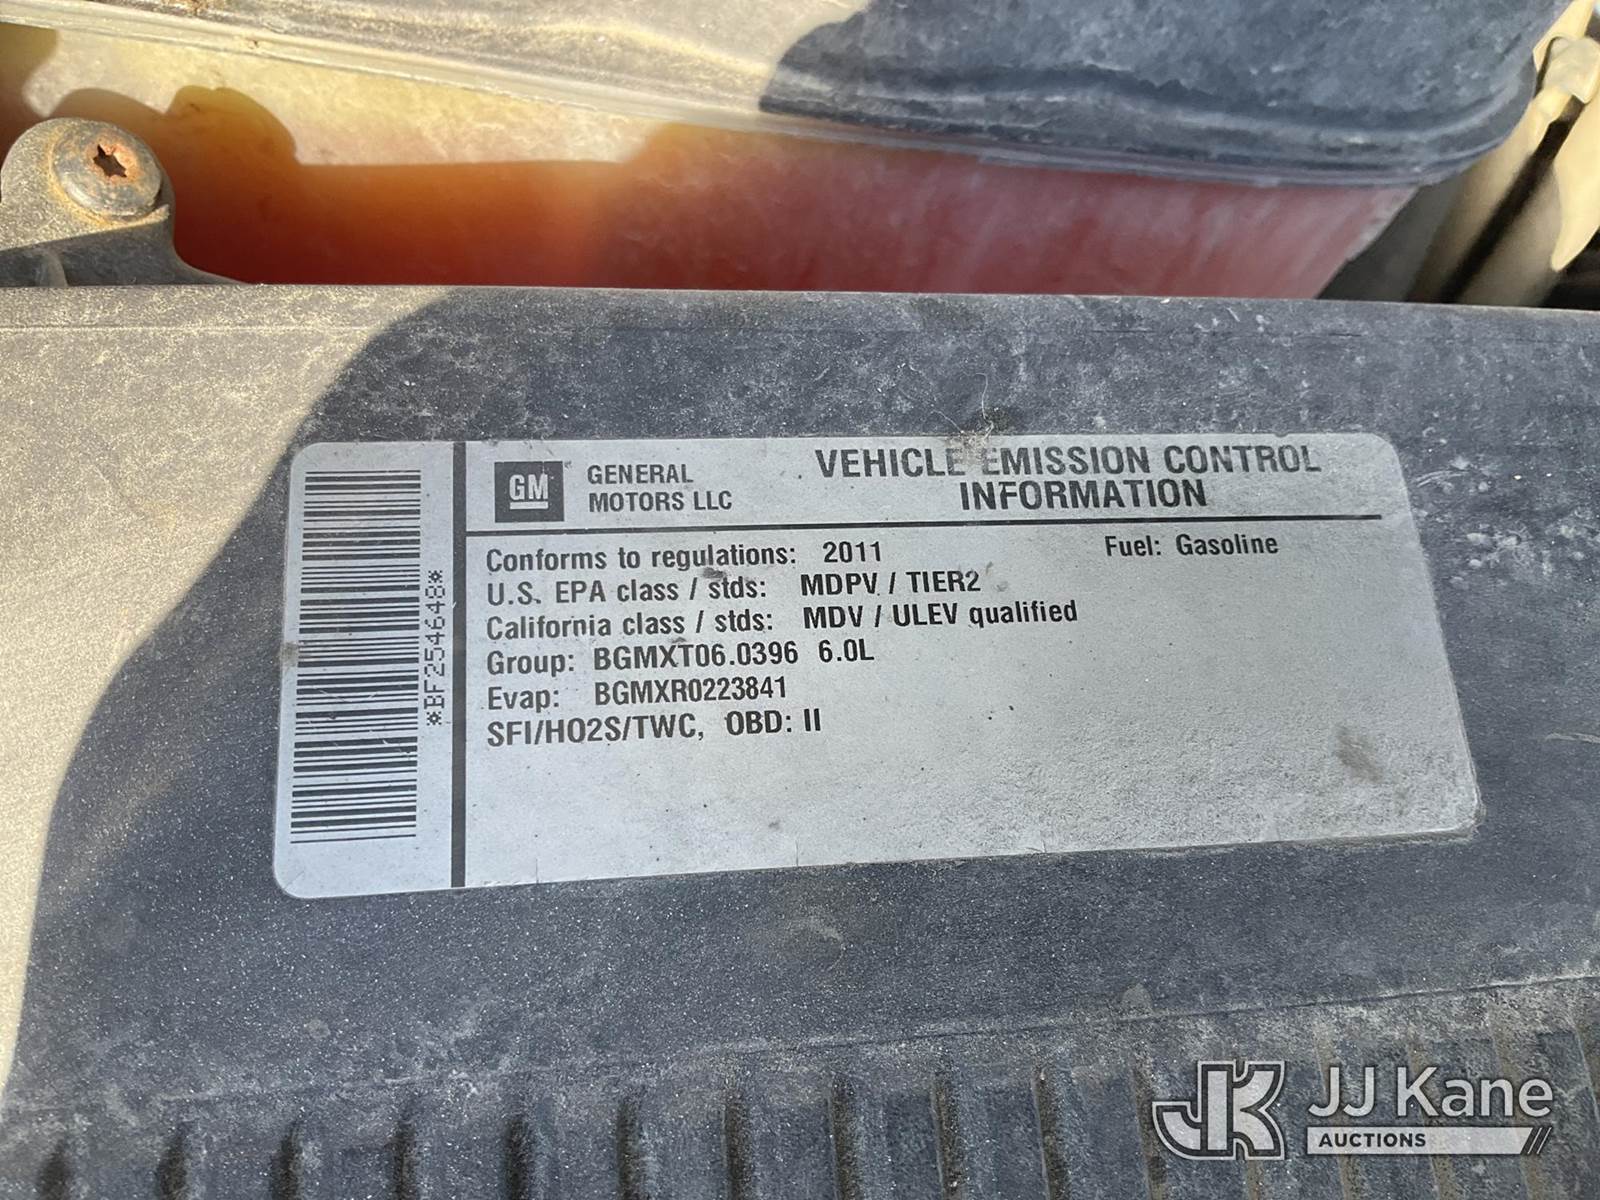 GM
GENERAL
MOTORS LLC
VEHICLE EMISSION CONTROL
INFORMATION
Conforms to regulations: 2011
Fuel: Gasoline
U.S. EPA class / stds: MDPV / TIER2
California class / stds: MDV / ULEV qualified
Group: BGMXT06.0396 6.0L
Evap: BGMXR0223841
SFI/HO2S/TWC, OBD: II
*BF254648*
JK JJ Kane
AUCTIONS